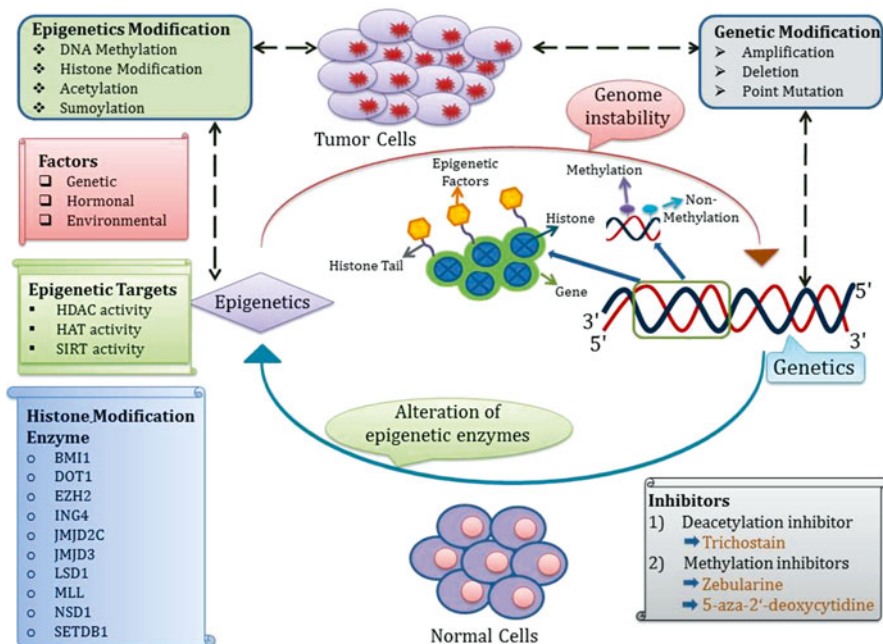 Epigenetics Modification
❖ DNA Methylation
❖ Histone Modification
❖ Acetylation
❖ Sumoylation
Tumor Cells
Genetic Modification
➤ Amplification
➤ Deletion
➤ Point Mutation
Genome
instability
Factors
❑ Genetic
❑ Hormonal
❑ Environmental
Epigenetic
Factors
Methylation
Non-
Methylation
Histone
Histone Tail
Gene
Epigenetic Targets
▪ HDAC activity
▪ HAT activity
▪ SIRT activity
Epigenetics
5'
3'
5'
3'
Genetics
Alteration of
epigenetic enzymes
Histone Modification
Enzyme
o BMI1
o DOT1
o EZH2
o ING4
o JMJD2C
o JMJD3
o LSD1
o MLL
o NSD1
o SETDB1
Normal Cells
Inhibitors
1) Deacetylation inhibitor
➡ Trichostain
2) Methylation inhibitors
➡ Zebularine
➡ 5-aza-2'-deoxycytidine